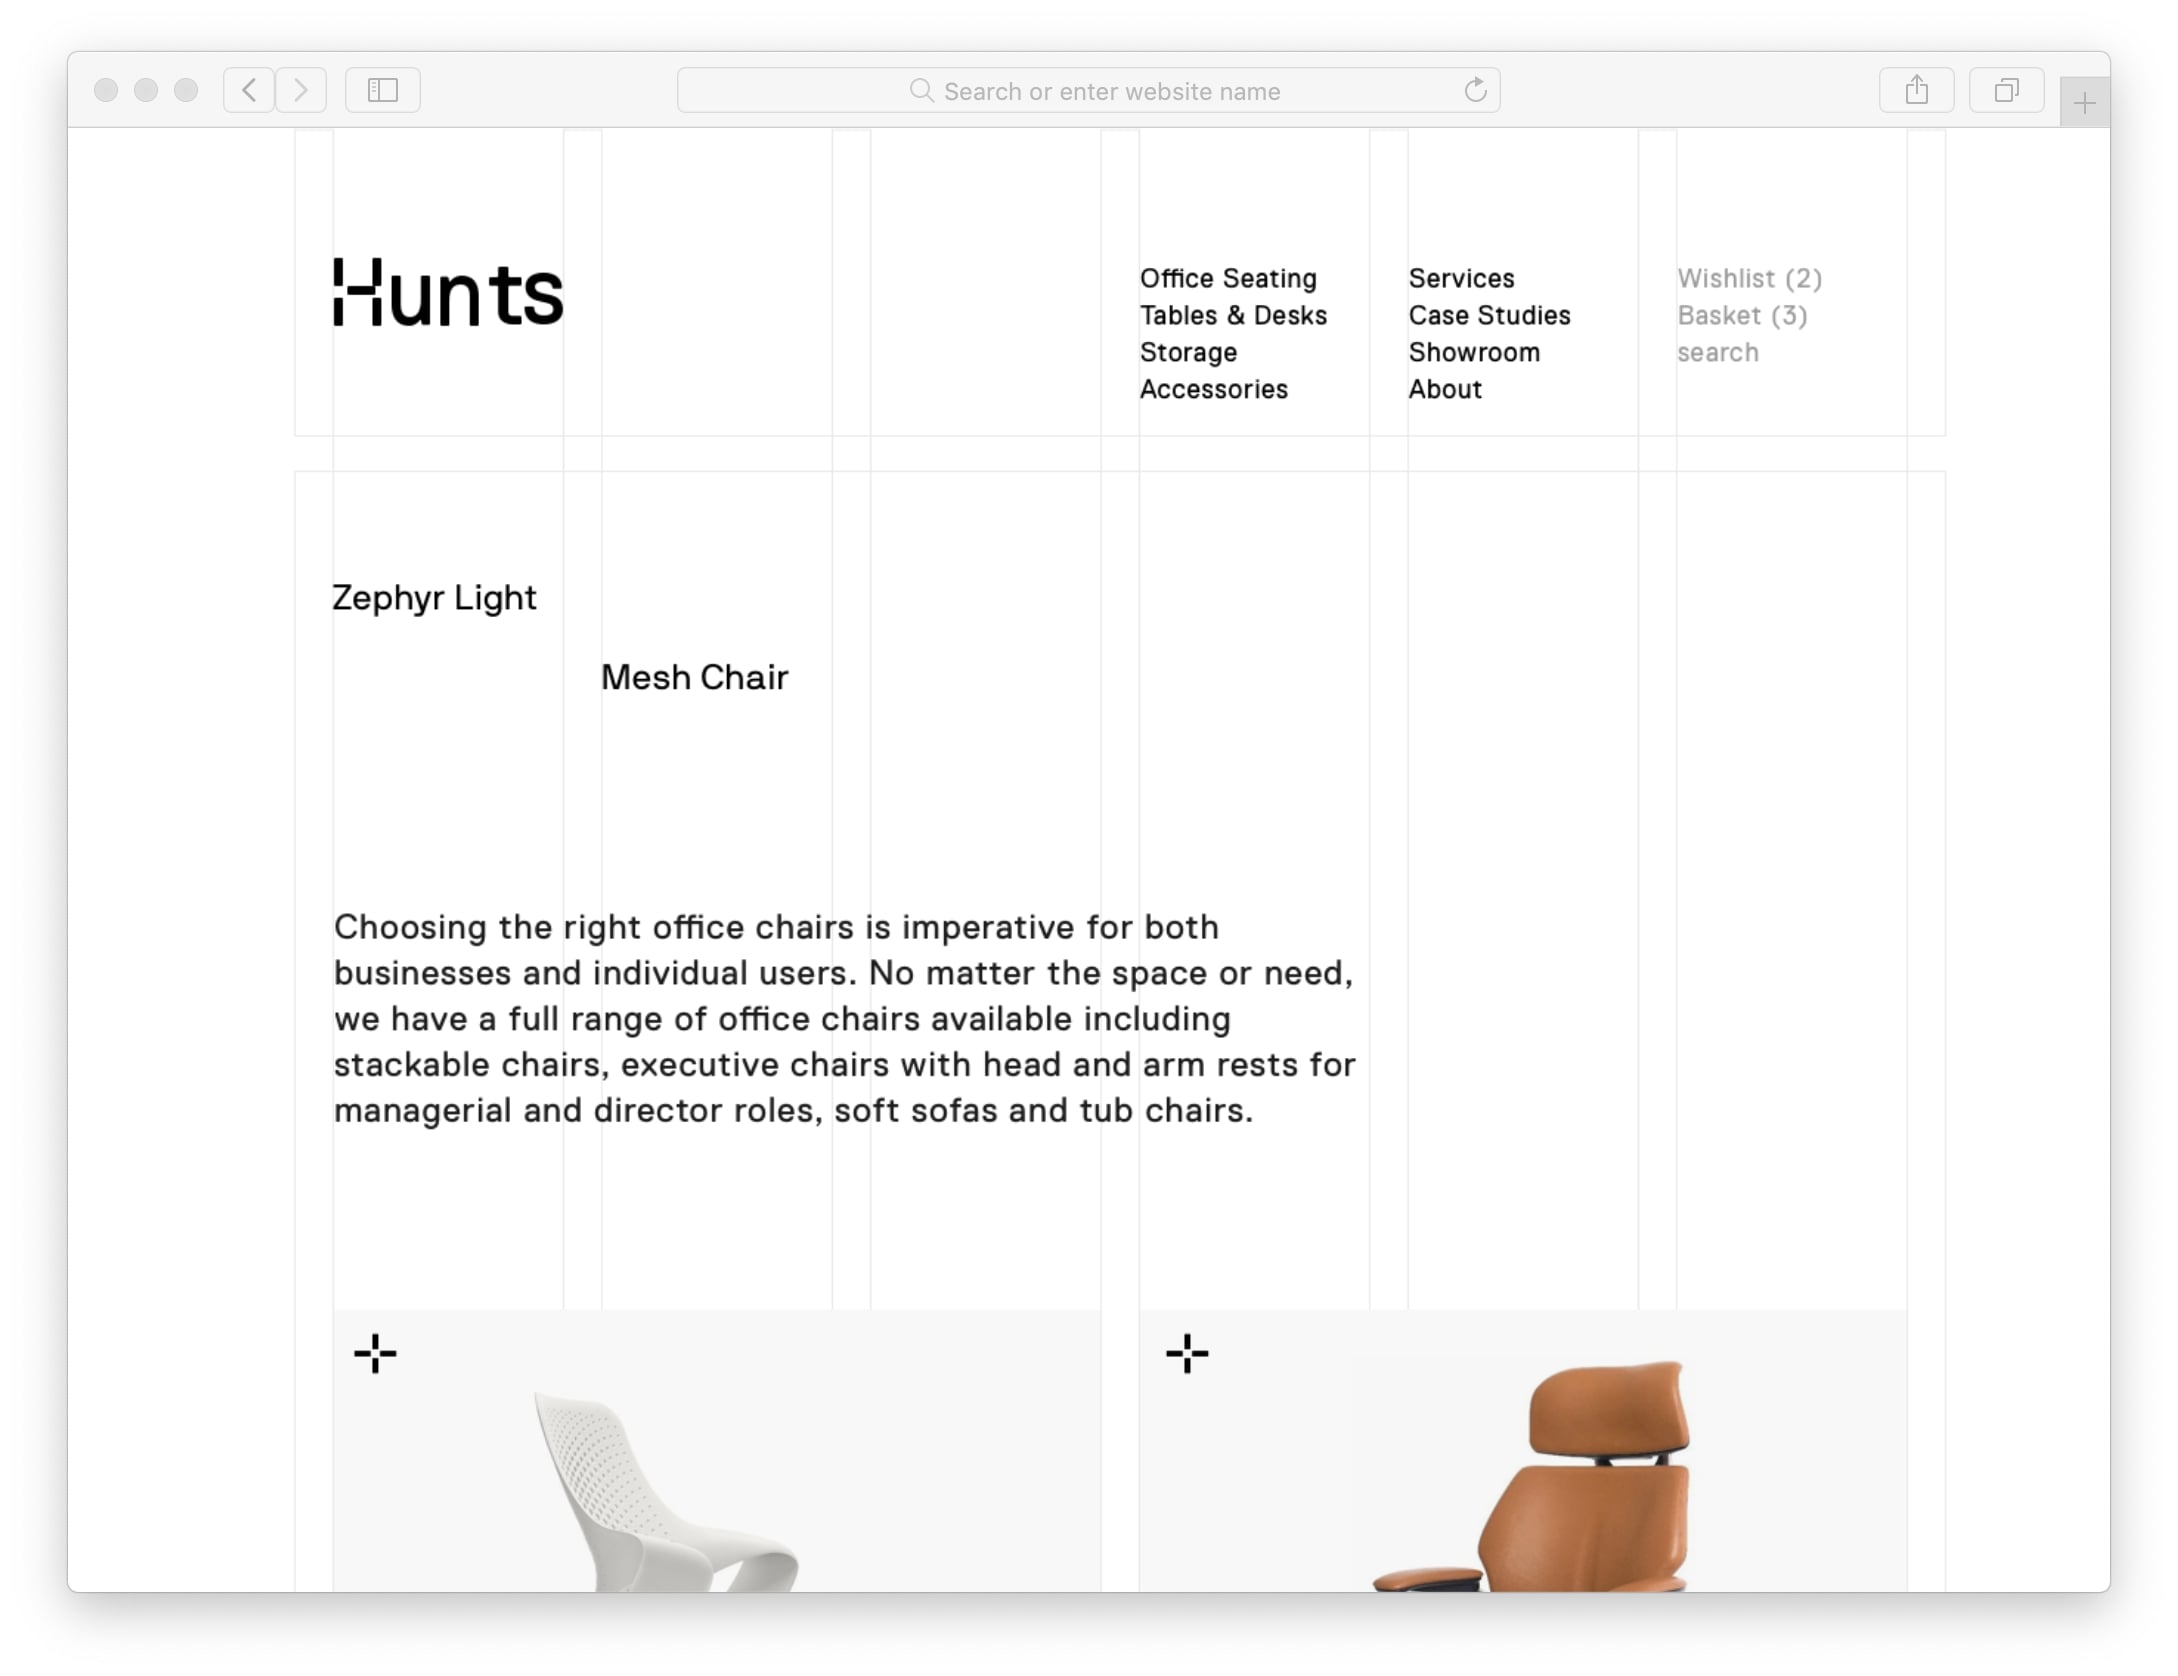 Search or enter website name
Hunts
Office Seating
Tables & Desks
Storage
Accessories
Services
Case Studies
Showroom
About
Wishlist (2)
Basket (3)
search
Zephyr Light
Mesh Chair
Choosing the right office chairs is imperative for both
businesses and individual users. No matter the space or need,
we have a full range of office chairs available including
stackable chairs, executive chairs with head and arm rests for
managerial and director roles, soft sofas and tub chairs.